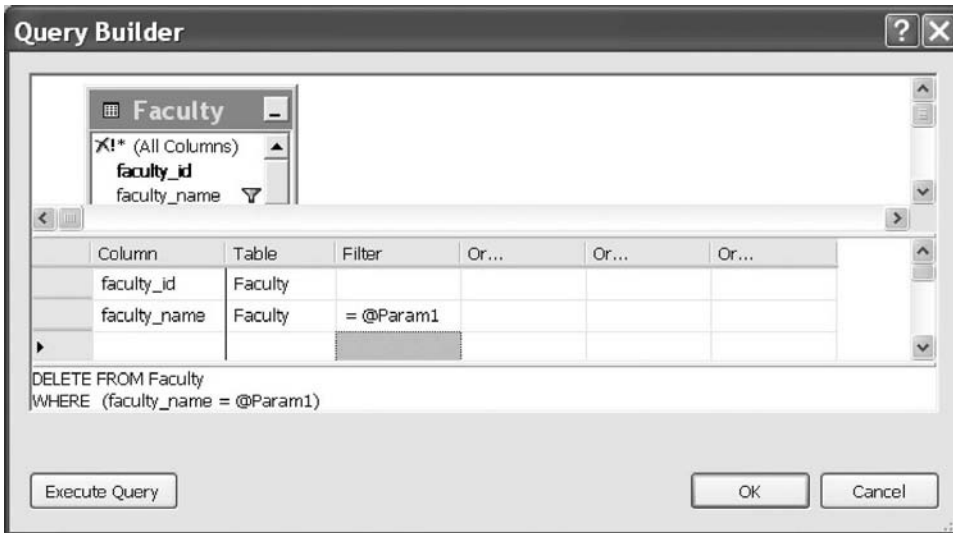 Query Builder
Faculty
* (All Columns)
faculty_id
faculty_name
Column Table Filter Or... Or... Or...
faculty_id Faculty
faculty_name Faculty = @Param1
DELETE FROM Faculty
WHERE (faculty_name = @Param1)
Execute Query OK Cancel